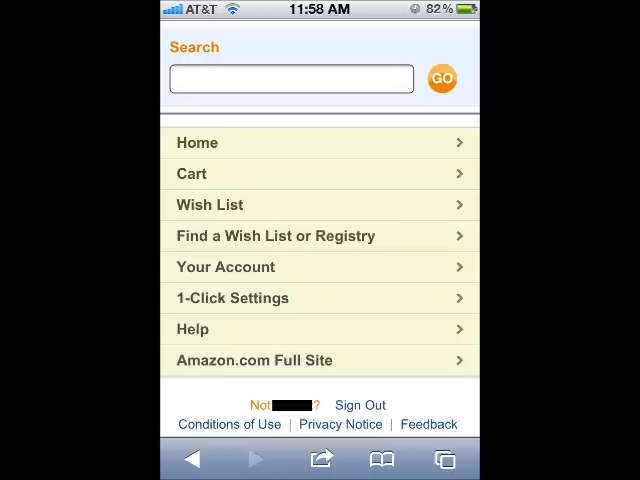 AT&T 11:58 AM 82%
Search
GO
Home
Cart
Wish List
Find a Wish List or Registry
Your Account
1-Click Settings
Help
Amazon.com Full Site
Not ? Sign Out
Conditions of Use | Privacy Notice | Feedback